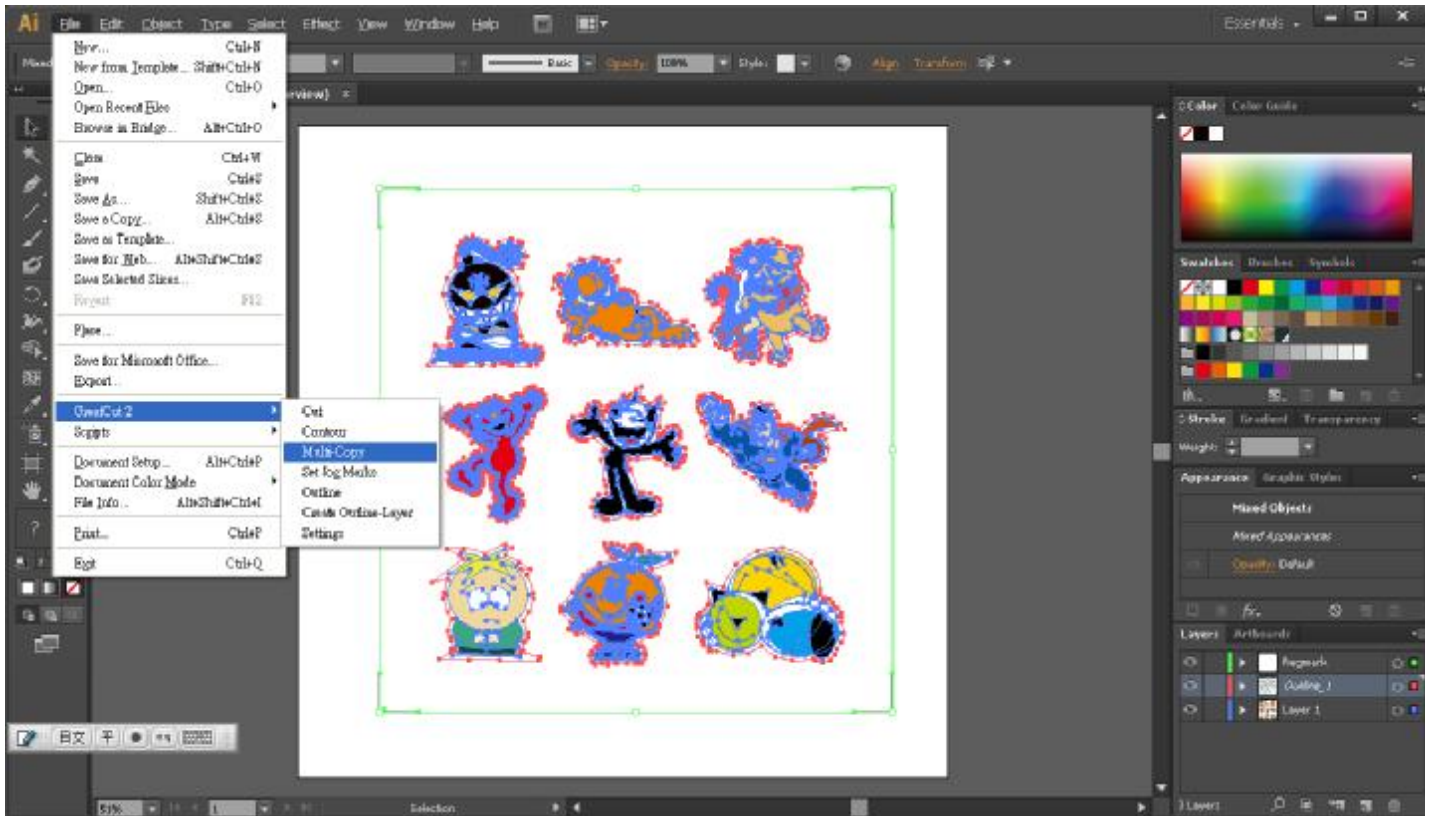 Ai File Edit Object Type Select Effect View Window Help Essentials
Basic Opacity: 100% Style: Align Transform
New... Ctrl+N
New from Template... Shift+Ctrl+N
Open... Ctrl+O
Open Recent Files
Browse in Bridge... Alt+Ctrl+O
Close Ctrl+W
Save Ctrl+S
Save As... Shift+Ctrl+S
Save a Copy... Alt+Ctrl+S
Save as Template...
Save for Web... Alt+Shift+Ctrl+S
Save Selected Slices...
Revert F12
Place...
Save for Microsoft Office...
Export...
GreatCut-2
Scripts
Document Setup... Alt+Ctrl+P
Document Color Mode
File Info... Alt+Shift+Ctrl+I
Print... Ctrl+P
Exit Ctrl+Q
Cut
Contour
Multi-Copy
Set Jog Marks
Outline
Create Outline-Layer
Settings
Color Color Guide
Swatches Brushes Symbols
Stroke Gradient Transparency
Weight:
Appearance Graphic Styles
Mixed Objects
Mixed Appearances
Opacity: Default
fx.
Layers Artboards
Regmark
Outline_1
Layer 1
3 Layers
日文 平
51% 1 Selection